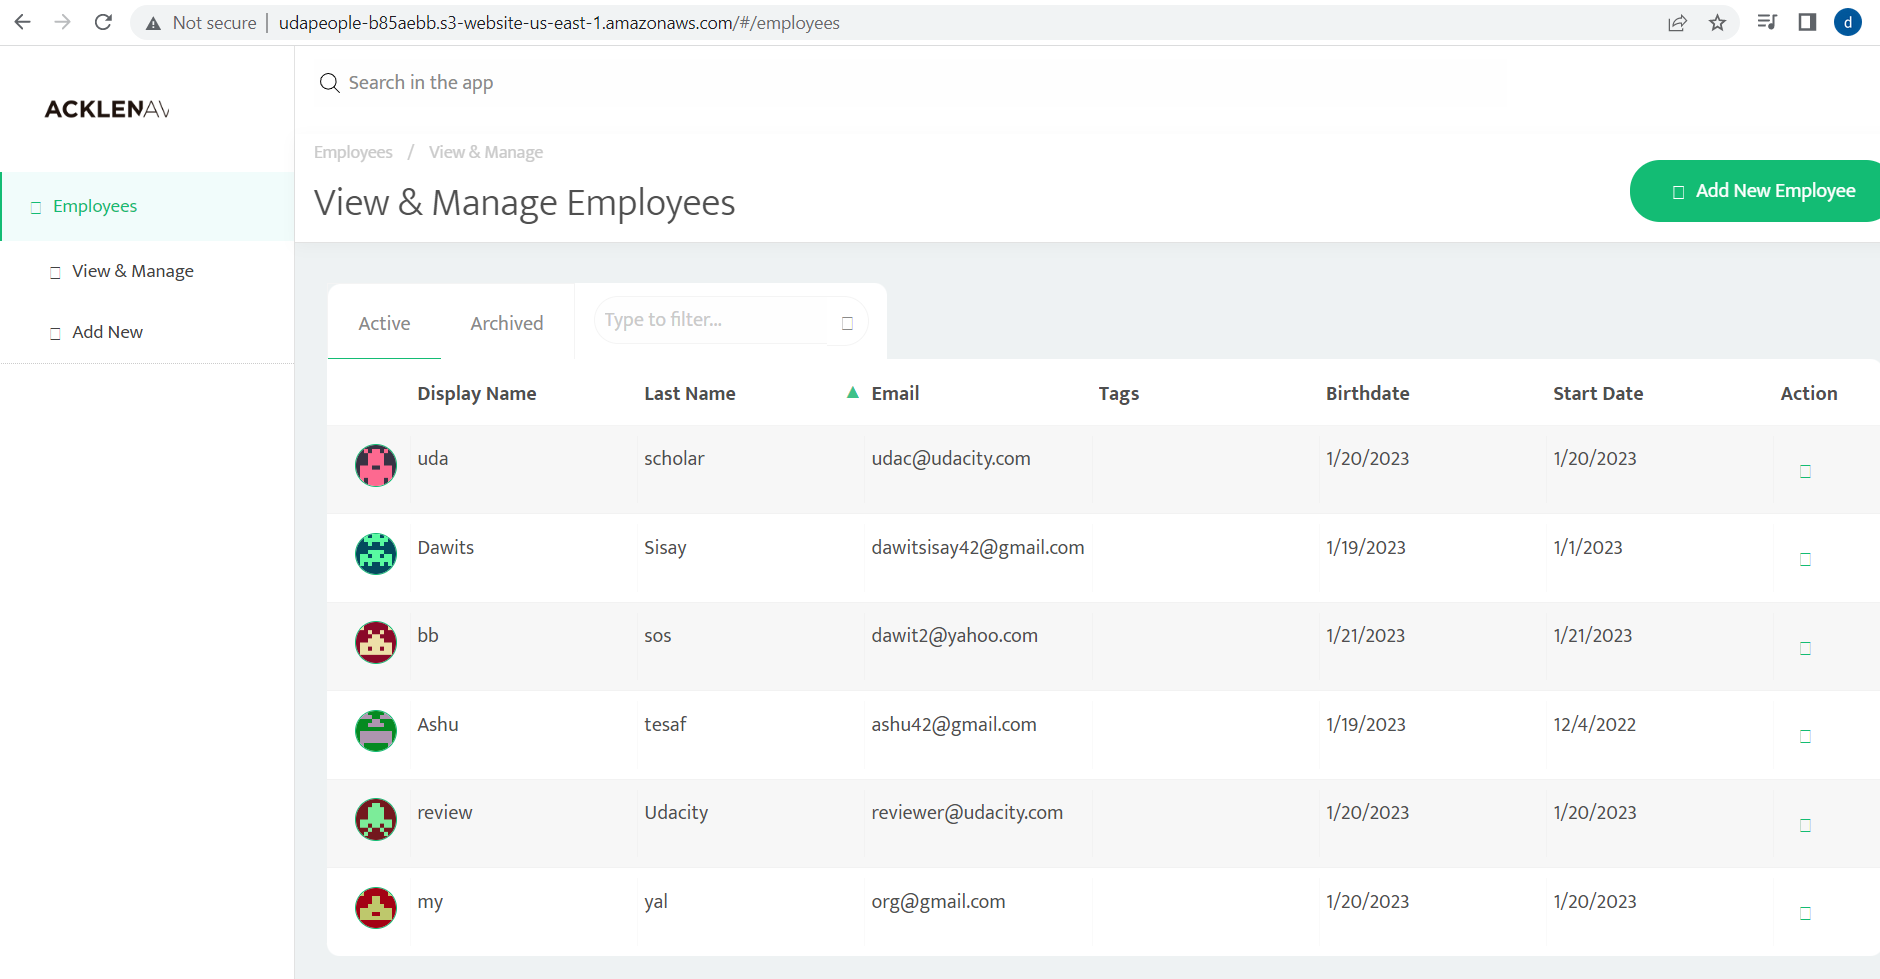 Not secure | udapeople-b85aebb.s3-website-us-east-1.amazonaws.com/#/employees
d
ACKLENAV
Search in the app
Employees / View & Manage
View & Manage Employees
Add New Employee
Employees
View & Manage
Add New
Active Archived Type to filter...
Display Name Last Name ▲ Email Tags Birthdate Start Date Action
uda scholar udac@udacity.com 1/20/2023 1/20/2023
Dawits Sisay dawitsisay42@gmail.com 1/19/2023 1/1/2023
bb sos dawit2@yahoo.com 1/21/2023 1/21/2023
Ashu tesaf ashu42@gmail.com 1/19/2023 12/4/2022
review Udacity reviewer@udacity.com 1/20/2023 1/20/2023
my yal org@gmail.com 1/20/2023 1/20/2023